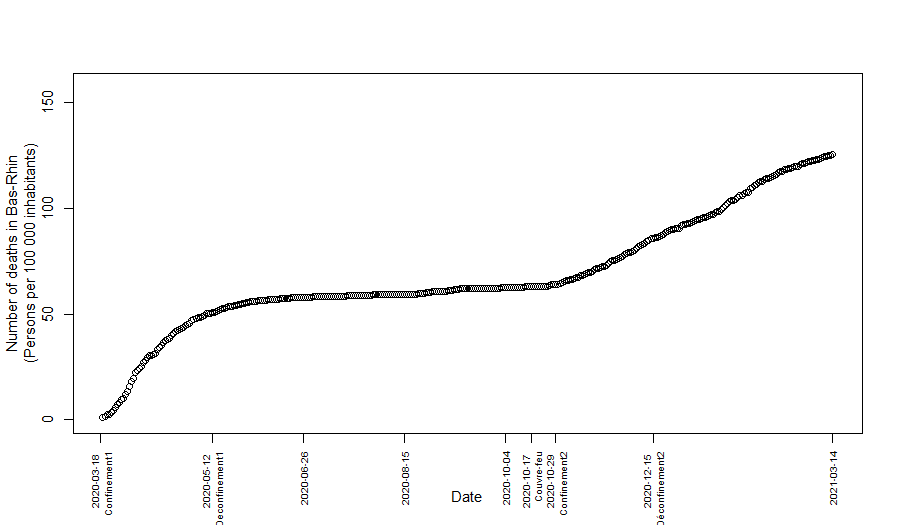 Number of deaths in Bas-Rhin
(Persons per 100 000 inhabitants)
150
100
50
0
2020-03-18
Confinement1
2020-05-12
Deconfinement1
2020-06-26
2020-08-15
2020-10-04
2020-10-17
Couvre-feu
2020-10-29
Confinement2
2020-12-15
Déconfinement2
2021-03-14
Date